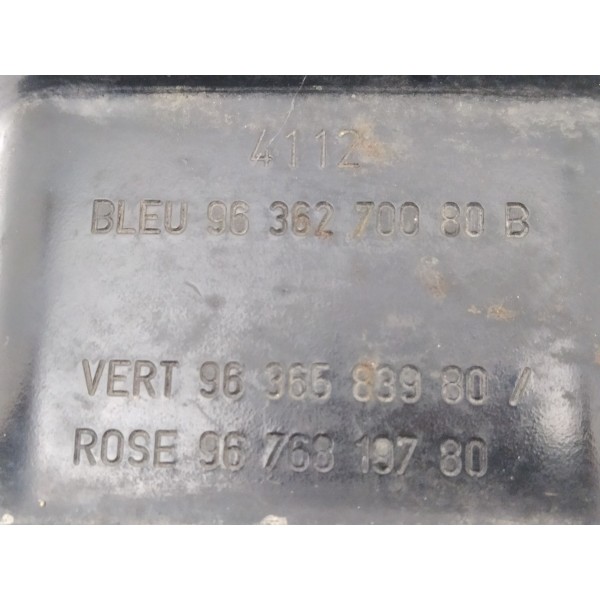 4112
BLEU 96 362 700 80 B
VERT 96 365 839 80 /
ROSE 96 768 197 80